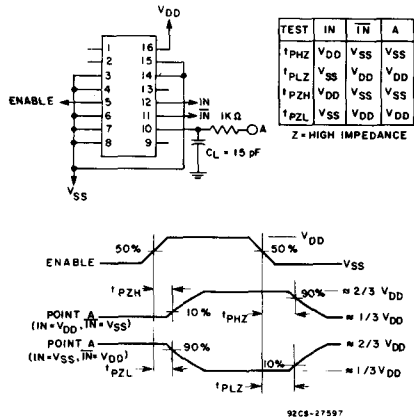 VDD
1 16
2 15
3 14
4 13
ENABLE 5 12 IN
6 11 I̅N̅
7 10 1KΩ A
8 9
CL = 15 pF
VSS
TEST IN I̅N̅ A
tPHZ VDD VSS VSS
tPLZ VSS VDD VDD
tPZH VDD VSS VSS
tPZL VSS VDD VDD
Z = HIGH IMPEDANCE
VDD
50% 50%
ENABLE VSS
tPZH 90% ≈ 2/3 VDD
POINT A 10% tPHZ ≈ 1/3 VDD
(IN=VDD, I̅N̅=VSS)
POINT A 90% ≈ 2/3 VDD
(IN=VSS, I̅N̅=VDD)
10% ≈ 1/3 VDD
tPZL tPLZ
92CS-27597